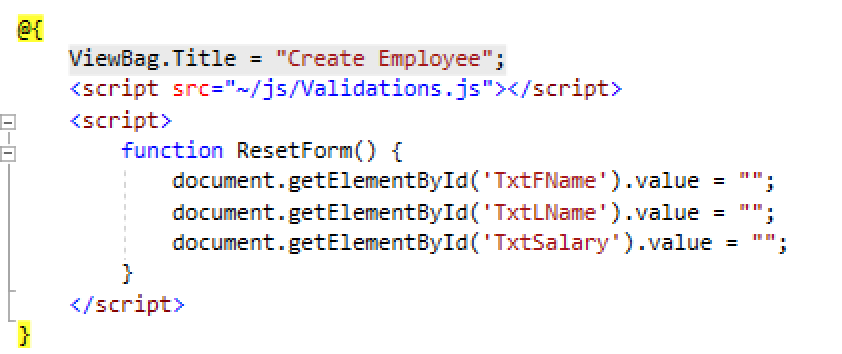 @{
    ViewBag.Title = "Create Employee";
    <script src="~/js/Validations.js"></script>
    <script>
        function ResetForm() {
            document.getElementById('TxtFName').value = "";
            document.getElementById('TxtLName').value = "";
            document.getElementById('TxtSalary').value = "";
        }
    </script>
}